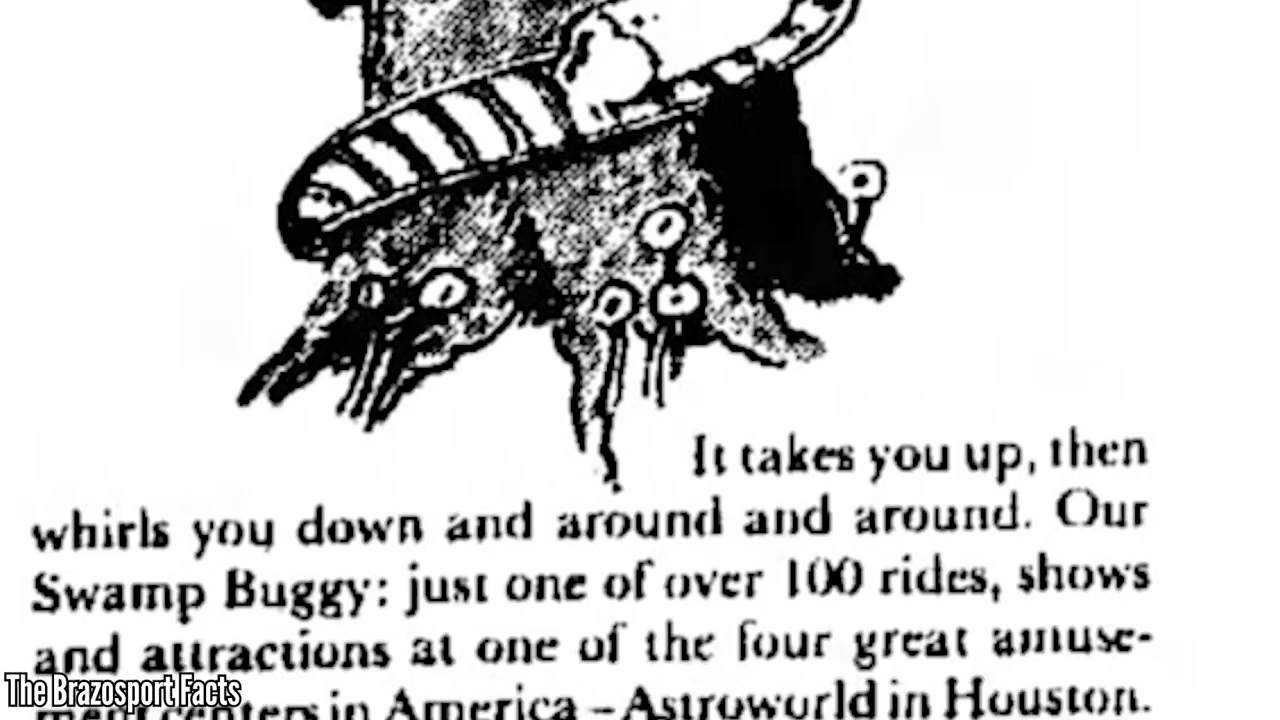 It takes you up, then
whirls you down and around and around. Our
Swamp Buggy: just one of over 100 rides, shows
and attractions at one of the four great amuse-
ment centers in America – Astroworld in Houston.
The Brazosport Facts